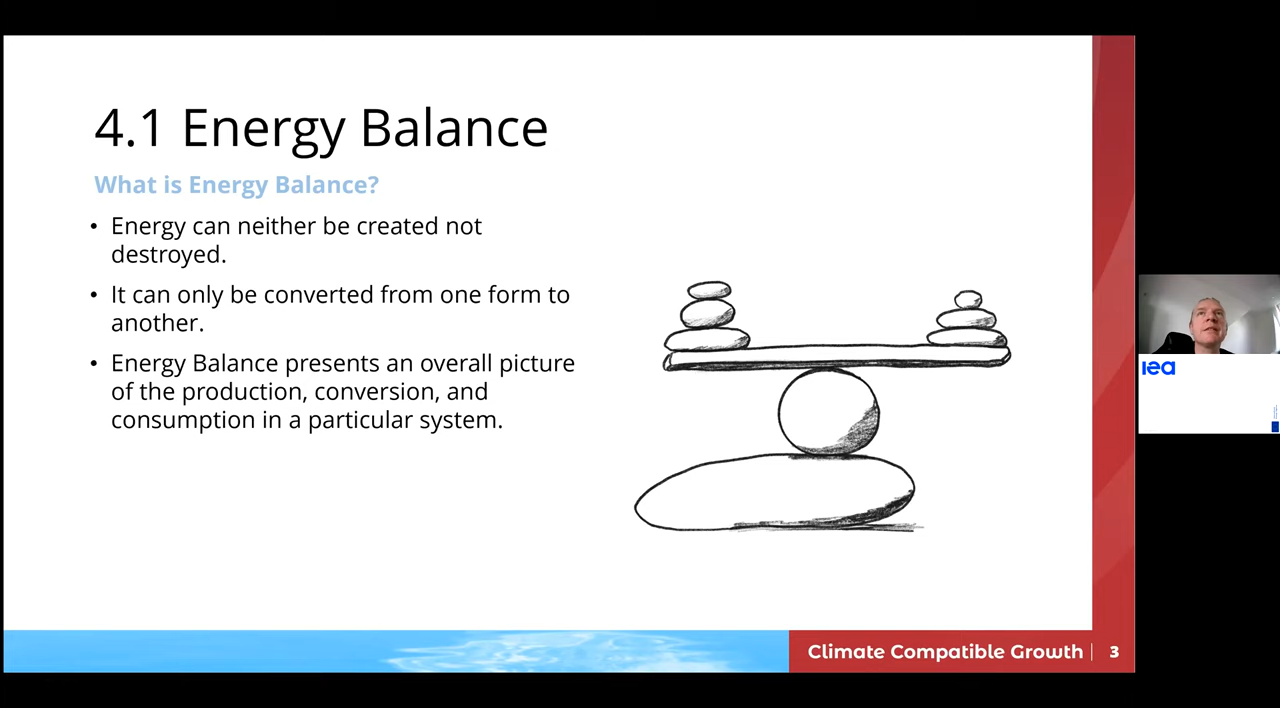 4.1 Energy Balance
What is Energy Balance?
• Energy can neither be created not
destroyed.
• It can only be converted from one form to
another.
• Energy Balance presents an overall picture
of the production, conversion, and
consumption in a particular system.
iea
Climate Compatible Growth | 3